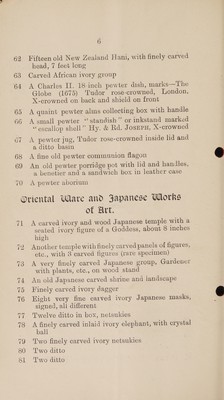 6
62 Fifteen old New Zealand Hani, with finely carved
head, 7 feet long
63 Carved African ivory group
64 A Charles II. 18-inch pewter dish, marks—The
Globe (1675) Tudor rose-crowned, London,
X-crowned on back and shield on front
65 A quaint pewter alms collecting box with handle
66 A small pewter "standish" or inkstand marked
"escallop shell" Hy. & Rd. Joseph, X-crowned
67 A pewter jug, Tudor rose-crowned inside lid and
a ditto basin
68 A fine old pewter communion flagon
69 An old pewter porridge pot with lid and handles,
a benetier and a sandwich box in leather case
70 A pewter aborium
Oriental Ware and Japanese Works
of Art.
71 A carved ivory and wood Japanese temple with a
seated ivory figure of a Goddess, about 8 inches
high
72 Another temple with finely carved panels of figures,
etc., with 3 carved figures (rare specimen)
73 A very finely carved Japanese group, Gardener
with plants, etc., on wood stand
74 An old Japanese carved shrine and landscape
75 Finely carved ivory dagger
76 Eight very fine carved ivory Japanese masks,
signed, all different
77 Twelve ditto in box, netsukies
78 A finely carved inlaid ivory elephant, with crystal
ball
79 Two finely carved ivory netsukies
80 Two ditto
81 Two ditto